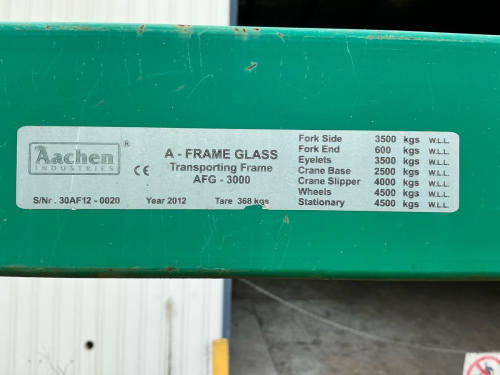 Aachen ®
INDUSTRIES
CE
A - FRAME GLASS
Transporting Frame
AFG - 3000
S/Nr . 30AF12 - 0020 Year 2012 Tare 368 kgs
Fork Side 3500 kgs W.L.L.
Fork End 600 kgs W.L.L.
Eyelets 3500 kgs W.L.L.
Crane Base 2500 kgs W.L.L.
Crane Slipper 4000 kgs W.L.L.
Wheels 4500 kgs W.L.L.
Stationary 4500 kgs W.L.L.